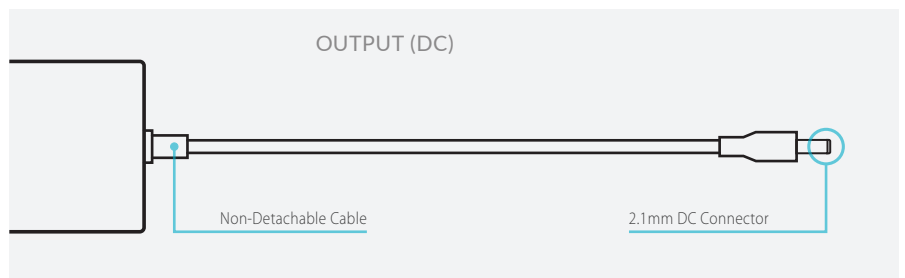 OUTPUT (DC)
Non-Detachable Cable
2.1mm DC Connector